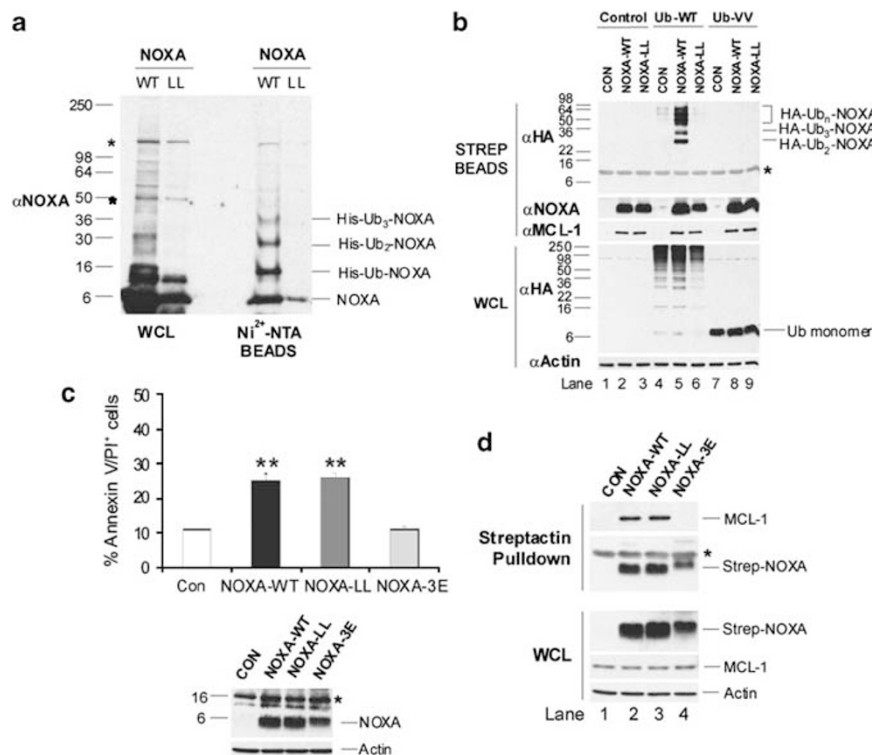 a
NOXA NOXA
WT LL WT LL
250
*
98
64
αNOXA 50 *
36 His-Ub3-NOXA
His-Ub2-NOXA
16 His-Ub-NOXA
6 NOXA
WCL Ni2+-NTA
BEADS
b
Control Ub-WT Ub-VV
CON NOXA-WT NOXA-LL CON NOXA-WT NOXA-LL CON NOXA-WT NOXA-LL
STREP
BEADS
αHA
98
64
50
36
22
16
6
HA-Ubn-NOXA
HA-Ub3-NOXA
HA-Ub2-NOXA
*
αNOXA
αMCL-1
WCL
αHA
250
98
50
36
22
16
6
Ub monomer
αActin
Lane 1 2 3 4 5 6 7 8 9
c
% Annexin V/PI+ cells
50
40
30
20
10
0
** **
Con NOXA-WT NOXA-LL NOXA-3E
CON NOXA-WT NOXA-LL NOXA-3E
16 *
6 NOXA
Actin
d
CON NOXA-WT NOXA-LL NOXA-3E
Streptactin
Pulldown
MCL-1
*
Strep-NOXA
WCL
Strep-NOXA
MCL-1
Actin
Lane 1 2 3 4